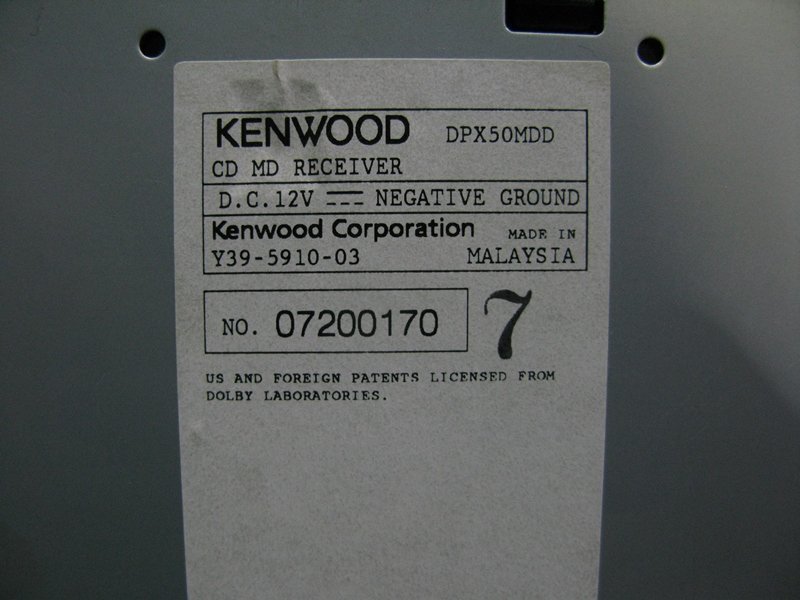 KENWOOD DPX50MDD
CD MD RECEIVER
D.C.12V NEGATIVE GROUND
Kenwood Corporation MADE IN
Y39-5910-03 MALAYSIA
NO. 07200170 7
US AND FOREIGN PATENTS LICENSED FROM
DOLBY LABORATORIES.